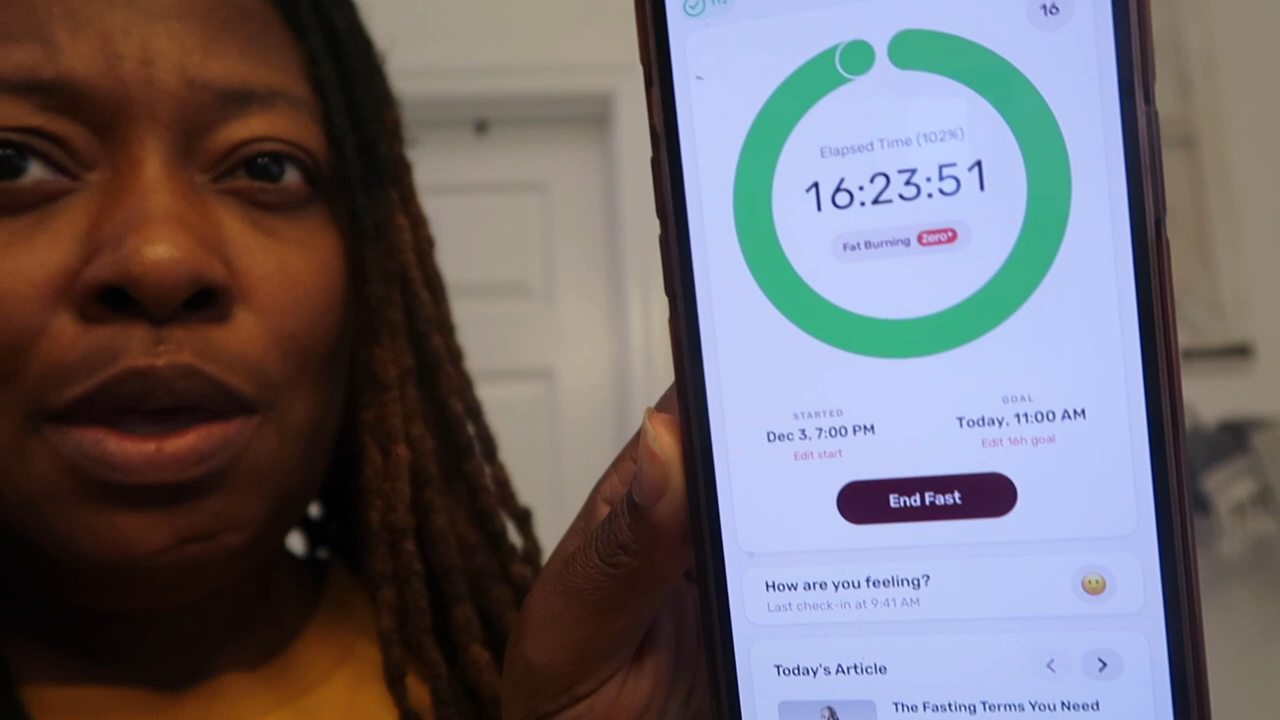 16
Elapsed Time (102%)
16:23:51
Fat Burning Zero+
STARTED
Dec 3, 7:00 PM
Edit start
GOAL
Today, 11:00 AM
Edit 16h goal
End Fast
How are you feeling?
Last check-in at 9:41 AM
Today's Article
The Fasting Terms You Need